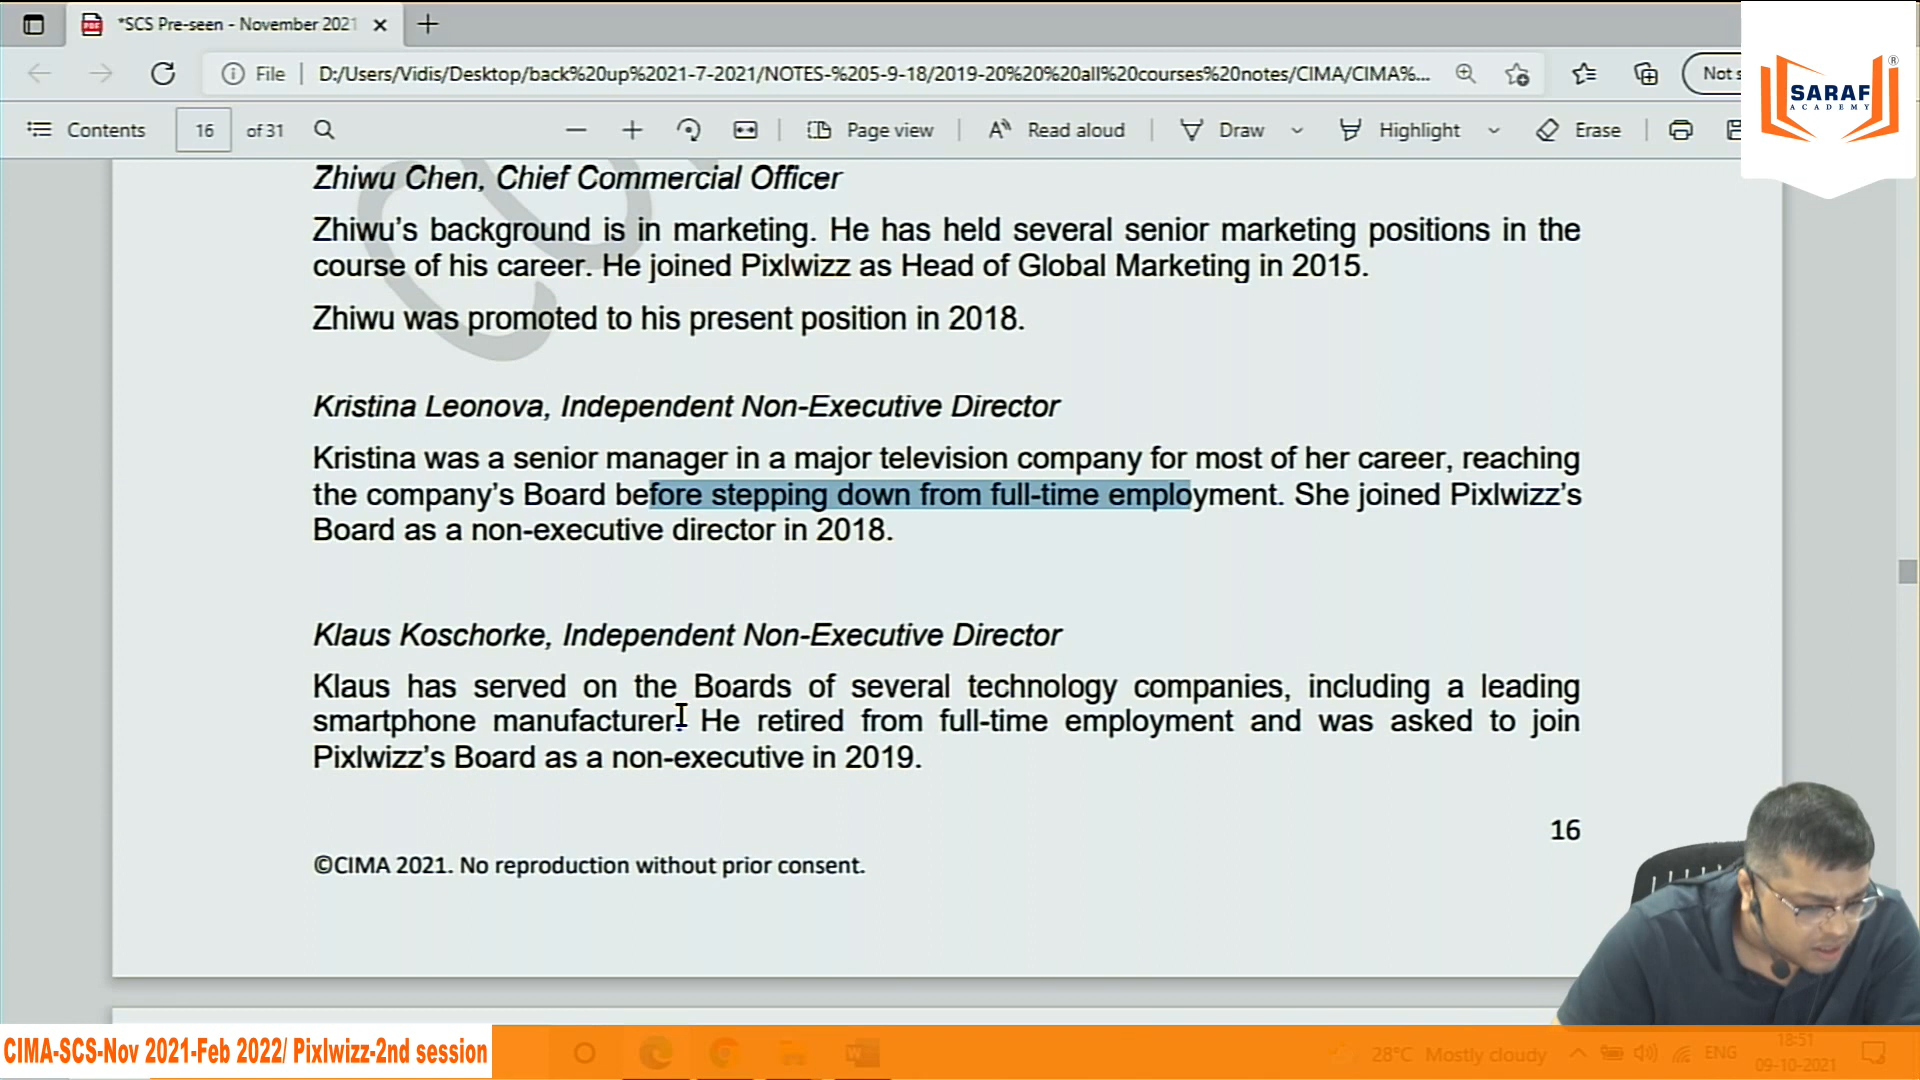 *SCS Pre-seen - November 2021
File
D:/Users/Vidis/Desktop/back%20up%2021-7-2021/NOTES-%205-9-18/2019-20%20%20all%20courses%20notes/CIMA/CIMA%...
Not s
SARAF
ACADEMY
®
Contents
16
of 31
Page view
Read aloud
Draw
Highlight
Erase
Zhiwu Chen, Chief Commercial Officer
Zhiwu's background is in marketing. He has held several senior marketing positions in the
course of his career. He joined Pixlwizz as Head of Global Marketing in 2015.
Zhiwu was promoted to his present position in 2018.
Kristina Leonova, Independent Non-Executive Director
Kristina was a senior manager in a major television company for most of her career, reaching
the company's Board before stepping down from full-time employment. She joined Pixlwizz's
Board as a non-executive director in 2018.
Klaus Koschorke, Independent Non-Executive Director
Klaus has served on the Boards of several technology companies, including a leading
smartphone manufacturer. He retired from full-time employment and was asked to join
Pixlwizz's Board as a non-executive in 2019.
16
©CIMA 2021. No reproduction without prior consent.
CIMA-SCS-Nov 2021-Feb 2022/ Pixlwizz-2nd session
28°C Mostly cloudy
ENG
18:51
09-10-2021